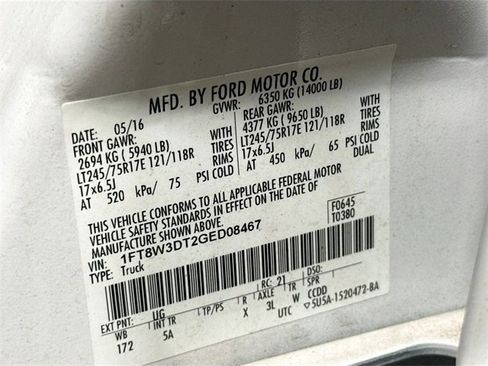 MFD. BY FORD MOTOR CO.
DATE: 05/16 GVWR: 6350 KG (14000 LB)
FRONT GAWR: REAR GAWR:
2694 KG (5940 LB) 4377 KG (9650 LB)
LT245/75R17E 121/118R TIRES LT245/75R17E 121/118R TIRES
17x6.5J RIMS 17x6.5J RIMS
AT 520 kPa/ 75 PSI COLD AT 450 kPa/ 65 PSI COLD DUAL
THIS VEHICLE CONFORMS TO ALL APPLICABLE FEDERAL MOTOR
VEHICLE SAFETY STANDARDS IN EFFECT ON THE DATE OF
MANUFACTURE SHOWN ABOVE.
VIN: 1FT8W3DT2GED08467 F0645
TYPE: Truck T0380
EXT PNT: UG RC: 21 DSO:
WB INT TR TP/PS R AXLE TR W CCDD
172 5A X 3L UTC 5U5A-1520472-BA